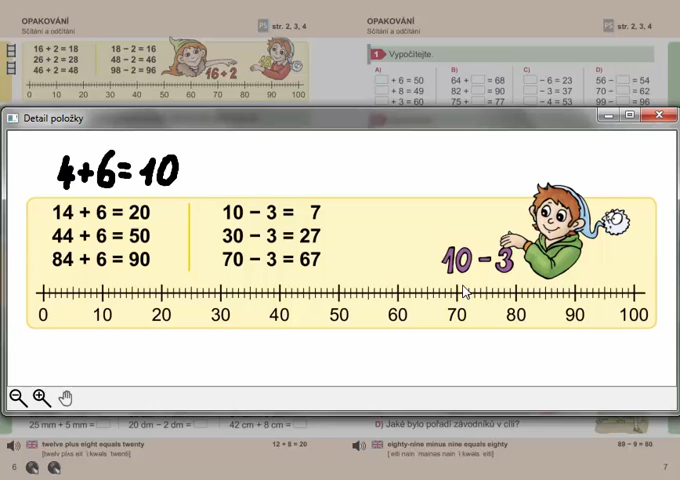 OPAKOVÁNÍ
Sčítání a odčítání
str. 2, 3, 4
16 + 2 = 18
26 + 2 = 28
46 + 2 = 48
18 − 2 = 16
48 − 2 = 46
98 − 2 = 96
16 + 2
0 10 20 30 40 50 60 70 80 90 100
OPAKOVÁNÍ
Sčítání a odčítání
str. 2, 3, 4
1 Vypočítejte.
A) B) C) D)
+ 6 = 50 64 + = 68 − 6 = 23 56 − = 54
+ 8 = 49 82 + = 90 − 3 = 37 70 − = 62
+ 3 = 60 75 + = 77 − 4 = 53 99 − = 96
Detail položky
4+6=10
14 + 6 = 20
44 + 6 = 50
84 + 6 = 90
10 − 3 = 7
30 − 3 = 27
70 − 3 = 67
10 − 3
0 10 20 30 40 50 60 70 80 90 100
25 mm + 5 mm = 20 dm − 2 dm = 42 cm + 8 cm =
D) Jaké bylo pořadí závodníků v cíli?
twelve plus eight equals twenty
12 + 8 = 20
eighty-nine minus nine equals eighty
89 − 9 = 80
6
7